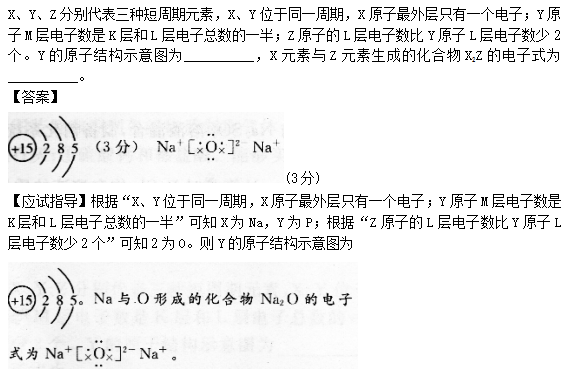 X、Y、Z分别代表三种短周期元素，X、Y位于同一周期，X原子最外层只有一个电子；Y原
子M层电子数是K层和L层电子总数的一半；Z原子的L层电子数比Y原子L层电子数少2
个。Y的原子结构示意图为__________，X元素与Z元素生成的化合物X₂Z的电子式为
__________。
【答案】
+15 2 8 5 (3分) Na⁺[:Ö:]²⁻ Na⁺
(3分)
【应试指导】根据“X、Y位于同一周期，X原子最外层只有一个电子；Y原子M层电子数是
K层和L层电子总数的一半”可知X为Na，Y为P；根据“Z原子的L层电子数比Y原子L
层电子数少2个”可知2为O。则Y的原子结构示意图为
+15 2 8 5。Na与O形成的化合物Na₂O的电子
式为Na⁺[×O×]²⁻Na⁺。